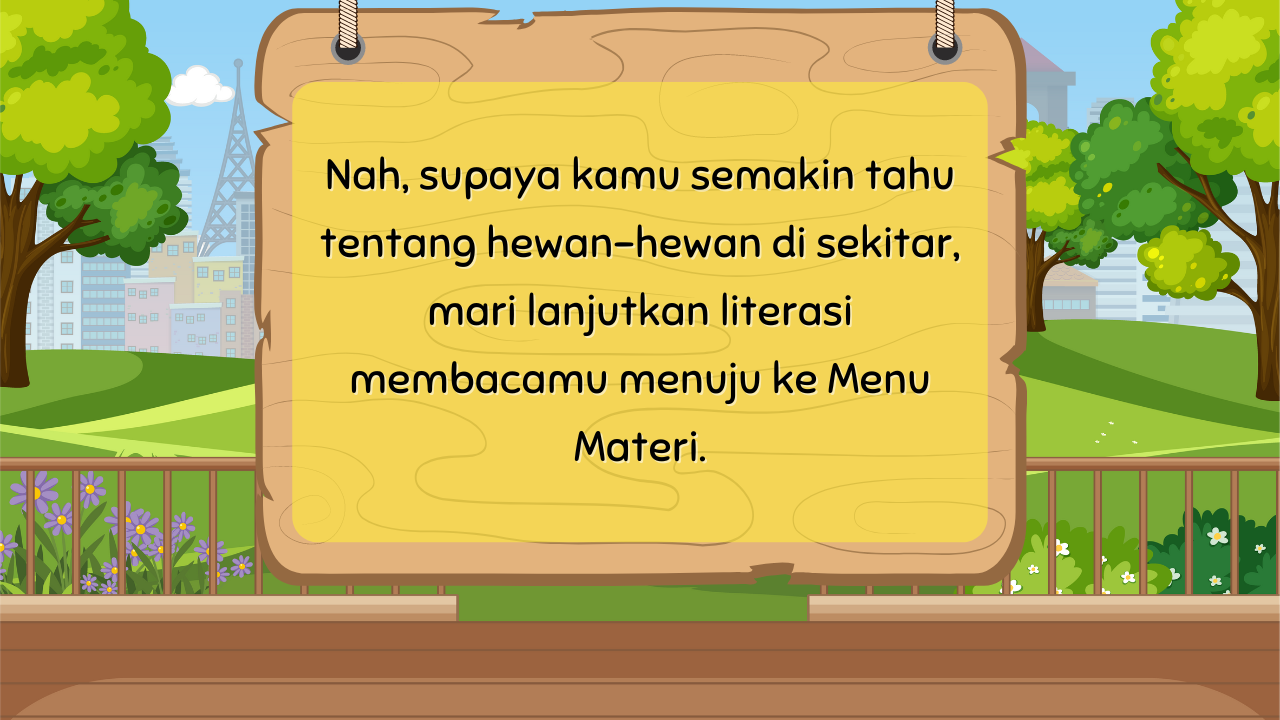 Nah, supaya kamu semakin tahu
tentang hewan-hewan di sekitar,
mari lanjutkan literasi
membacamu menuju ke Menu
Materi.